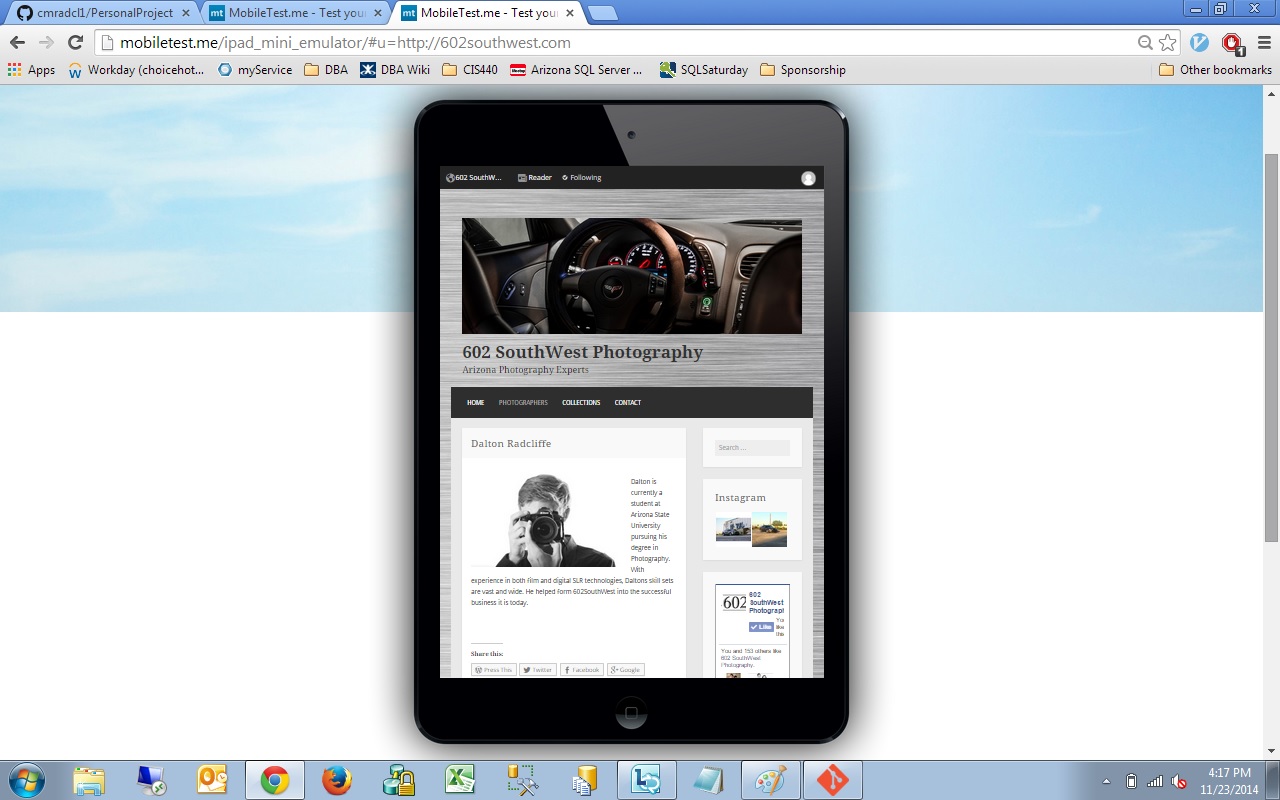 cmradcl1/PersonalProject
MobileTest.me - Test your
MobileTest.me - Test your
mobiletest.me/ipad_mini_emulator/#u=http://602southwest.com
1
Apps
Workday (choicehot...
myService
DBA
DBA Wiki
CIS440
Arizona SQL Server ...
SQLSaturday
Sponsorship
Other bookmarks
602 SouthW...
Reader
Following
602 SouthWest Photography
Arizona Photography Experts
HOME
PHOTOGRAPHERS
COLLECTIONS
CONTACT
Dalton Radcliffe
Dalton is
currently a
student at
Arizona State
University
pursuing his
degree in
Photography.
With
experience in both film and digital SLR technologies, Daltons skill sets
are vast and wide. He helped form 602SouthWest into the successful
business it is today.
Share this:
Press This
Twitter
Facebook
Google
Search ...
Instagram
602
602
SouthWest
Photograp
Like
You
like
this
You and 153 others like
602 SouthWest
Photography.
4:17 PM
11/23/2014